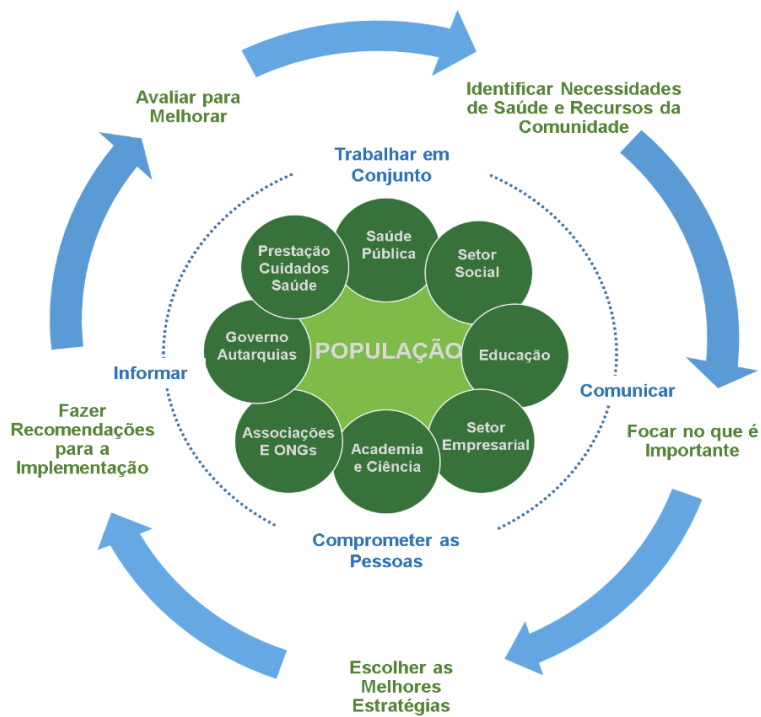 Avaliar para
Melhorar
Identificar Necessidades
de Saúde e Recursos da
Comunidade
Trabalhar em
Conjunto
Saúde
Pública
Prestação
Cuidados
Saúde
Setor
Social
Governo
Autarquias
POPULAÇÃO
Educação
Informar
Comunicar
Fazer
Recomendações
para a
Implementação
Focar no que é
Importante
Associações
E ONGs
Academia
e Ciência
Setor
Empresarial
Comprometer as
Pessoas
Escolher as
Melhores
Estratégias